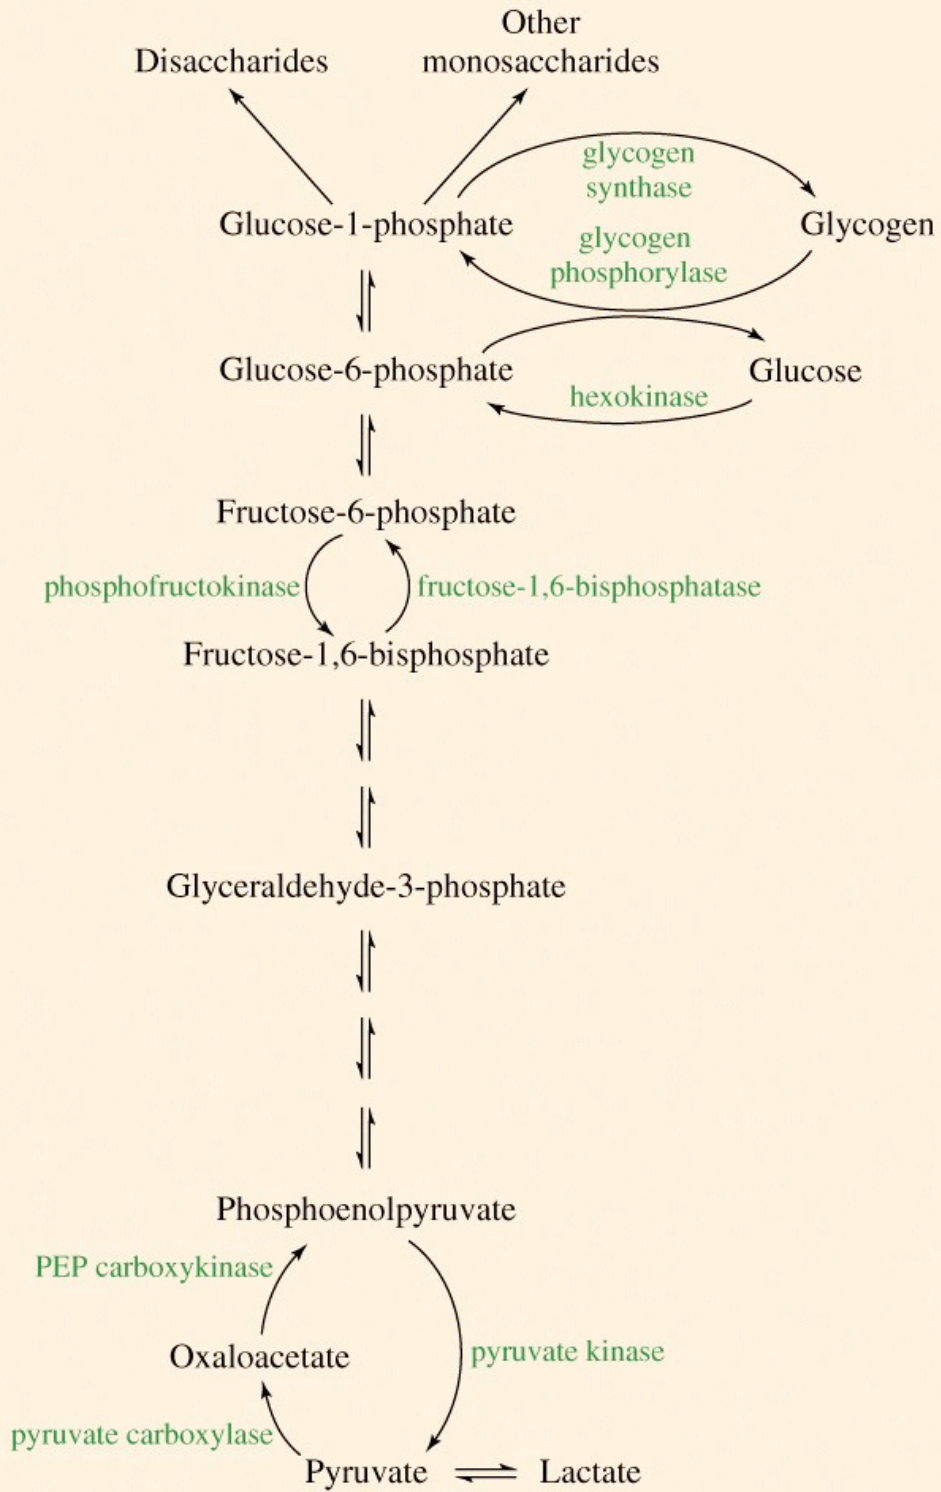 Other
Disaccharides
monosaccharides
glycogen
synthase
Glucose-1-phosphate
Glycogen
glycogen
phosphorylase
Glucose-6-phosphate
Glucose
hexokinase
Fructose-6-phosphate
phosphofructokinase
fructose-1,6-bisphosphatase
Fructose-1,6-bisphosphate
Glyceraldehyde-3-phosphate
Phosphoenolpyruvate
PEP carboxykinase
Oxaloacetate
pyruvate kinase
pyruvate carboxylase
Pyruvate
Lactate